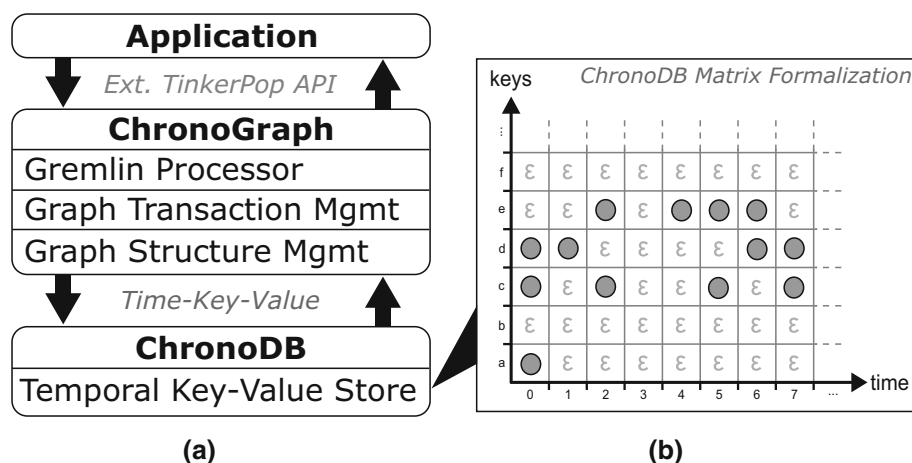 Application
Ext. TinkerPop API
ChronoGraph
Gremlin Processor
Graph Transaction Mgmt
Graph Structure Mgmt
Time-Key-Value
ChronoDB
Temporal Key-Value Store
(a)
keys
ChronoDB Matrix Formalization
⋮
f ε ε ε ε ε ε ε ε
e ε ε ε ε
d ε ε ε ε
c ε ε ε ε
b ε ε ε ε ε ε ε ε
a ε ε ε ε ε ε ε
time
0 1 2 3 4 5 6 7 ...
(b)